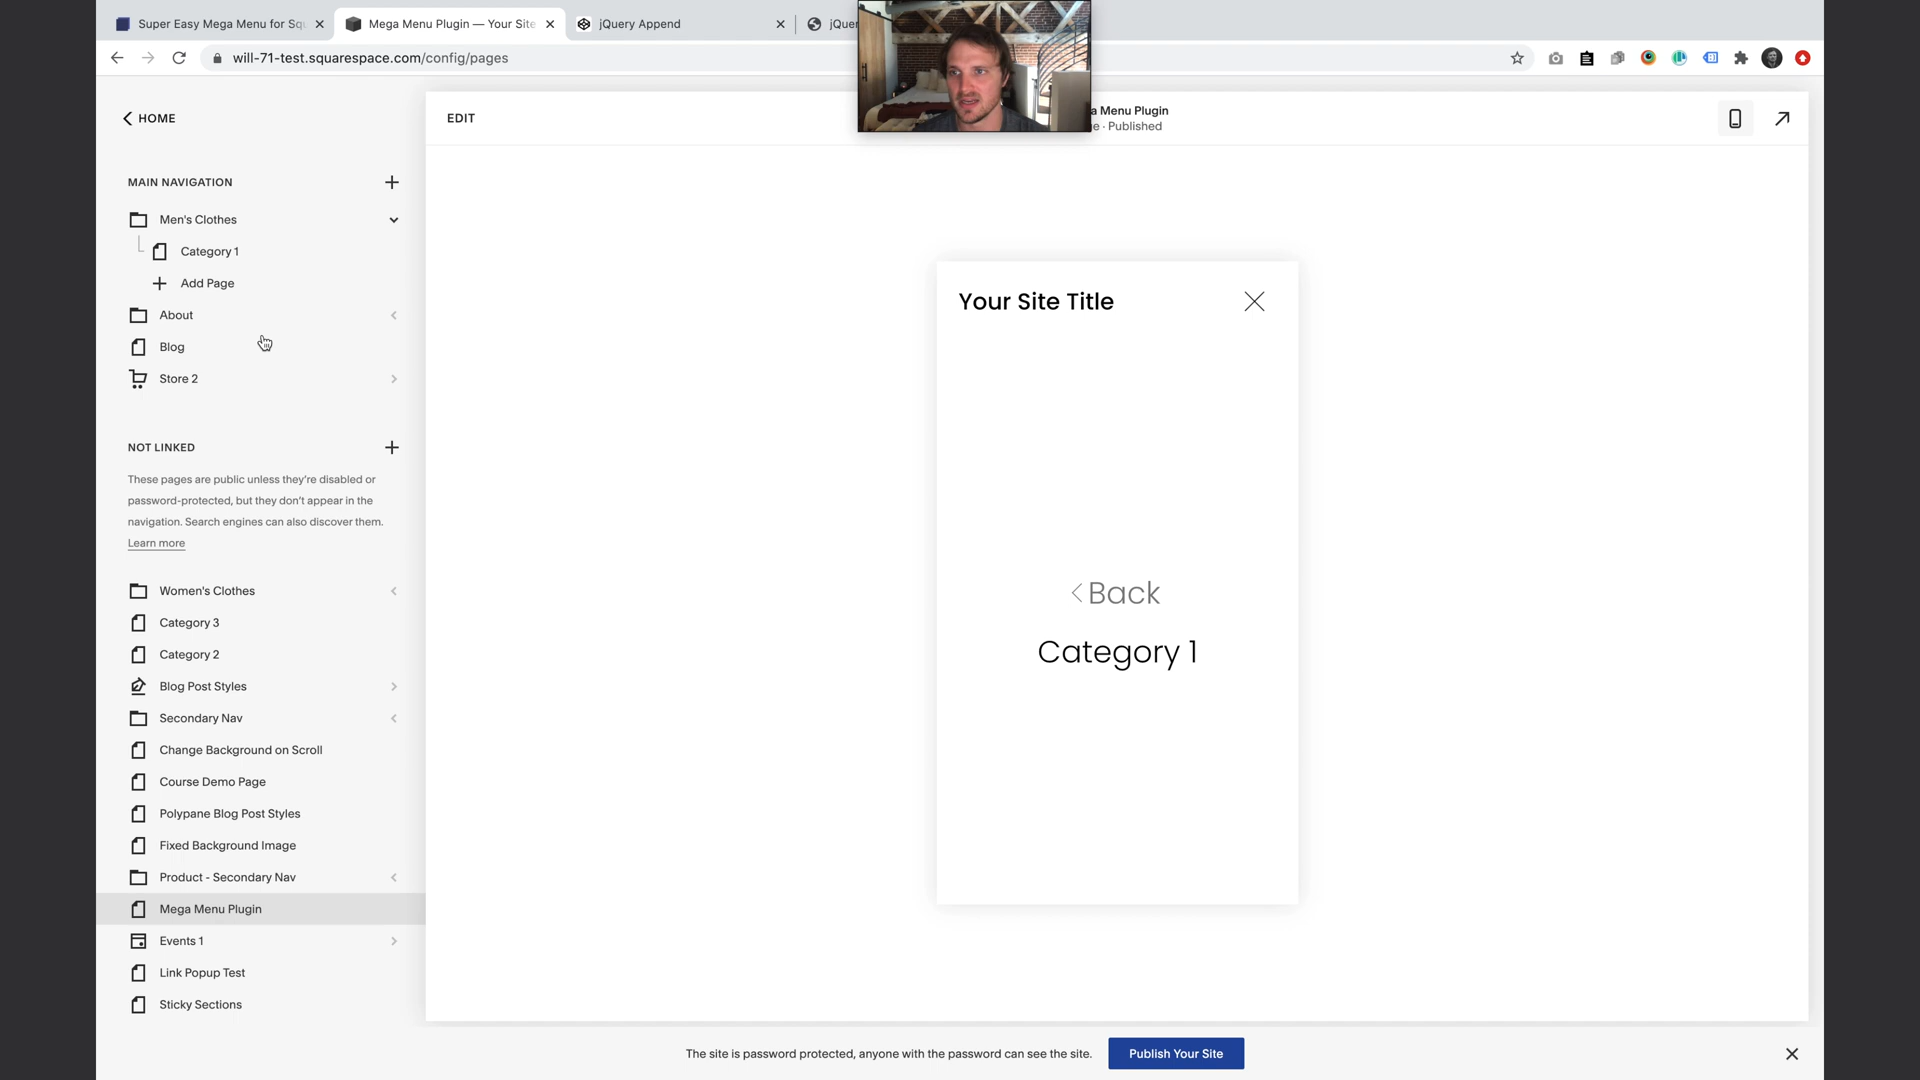 Super Easy Mega Menu for Squ
Mega Menu Plugin — Your Site
jQuery Append
jQuer
will-71-test.squarespace.com/config/pages
HOME
EDIT
a Menu Plugin
e · Published
MAIN NAVIGATION
Men's Clothes
Category 1
Add Page
About
Blog
Store 2
NOT LINKED
These pages are public unless they're disabled or
password-protected, but they don't appear in the
navigation. Search engines can also discover them.
Learn more
Women's Clothes
Category 3
Category 2
Blog Post Styles
Secondary Nav
Change Background on Scroll
Course Demo Page
Polypane Blog Post Styles
Fixed Background Image
Product - Secondary Nav
Mega Menu Plugin
Events 1
Link Popup Test
Sticky Sections
Your Site Title
Back
Category 1
The site is password protected, anyone with the password can see the site.
Publish Your Site